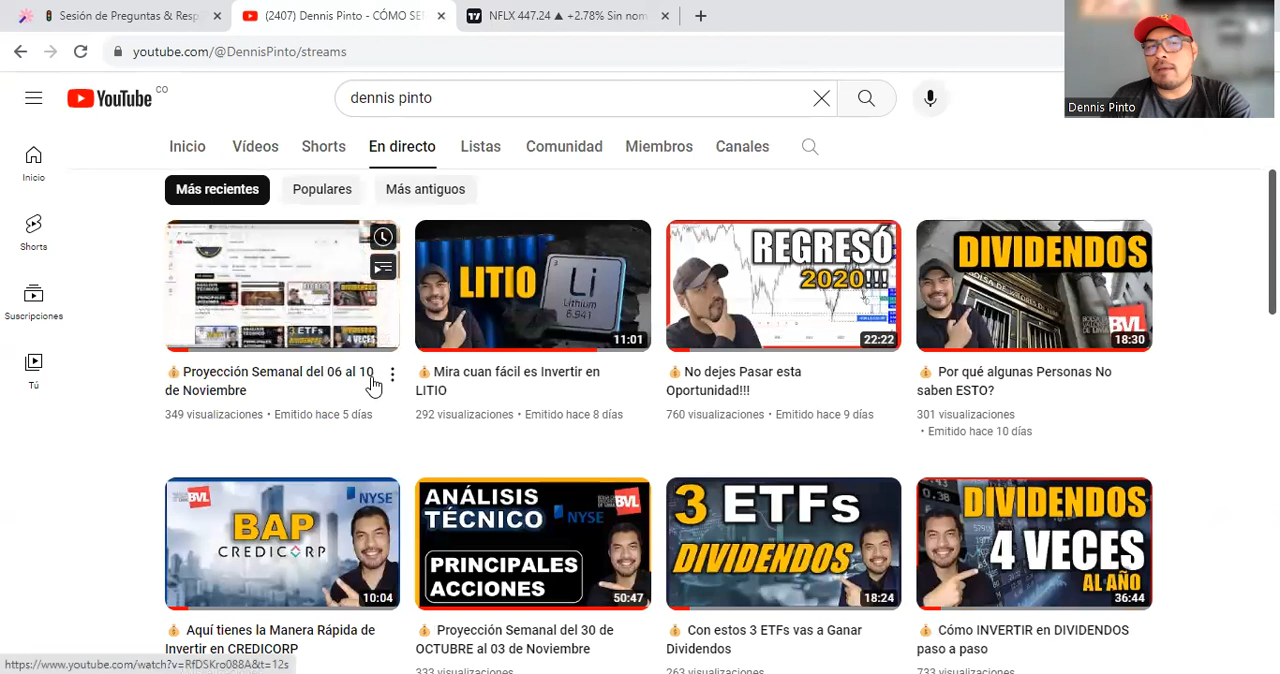 Sesión de Preguntas & Resp
(2407) Dennis Pinto - CÓMO SE
NFLX 447.24 ▲ +2.78% Sin nom
youtube.com/@DennisPinto/streams
Dennis Pinto
YouTube CO
dennis pinto
Inicio
Vídeos
Shorts
En directo
Listas
Comunidad
Miembros
Canales
Inicio
Shorts
Suscripciones
Tú
Más recientes
Populares
Más antiguos
LITIO
Li
Lithium
6.941
11:01
REGRESÓ
2020!!!
22:22
DIVIDENDOS
BVL
18:30
💰 Proyección Semanal del 06 al 10
de Noviembre
349 visualizaciones • Emitido hace 5 días
💰 Mira cuan fácil es Invertir en
LITIO
292 visualizaciones • Emitido hace 8 días
💰 No dejes Pasar esta
Oportunidad!!!
760 visualizaciones • Emitido hace 9 días
💰 Por qué algunas Personas No
saben ESTO?
301 visualizaciones
• Emitido hace 10 días
BVL
NYSE
BAP
CREDICORP
10:04
ANÁLISIS
TÉCNICO
NYSE
BVL
PRINCIPALES
ACCIONES
50:47
3 ETFs
DIVIDENDOS
18:24
DIVIDENDOS
4 VECES
AL AÑO
36:44
💰 Aquí tienes la Manera Rápida de
Invertir en CREDICORP
💰 Proyección Semanal del 30 de
OCTUBRE al 03 de Noviembre
333 visualizaciones
💰 Con estos 3 ETFs vas a Ganar
Dividendos
263 visualizaciones
💰 Cómo INVERTIR en DIVIDENDOS
paso a paso
733 visualizaciones
https://www.youtube.com/watch?v=RfDSKro088A&t=12s